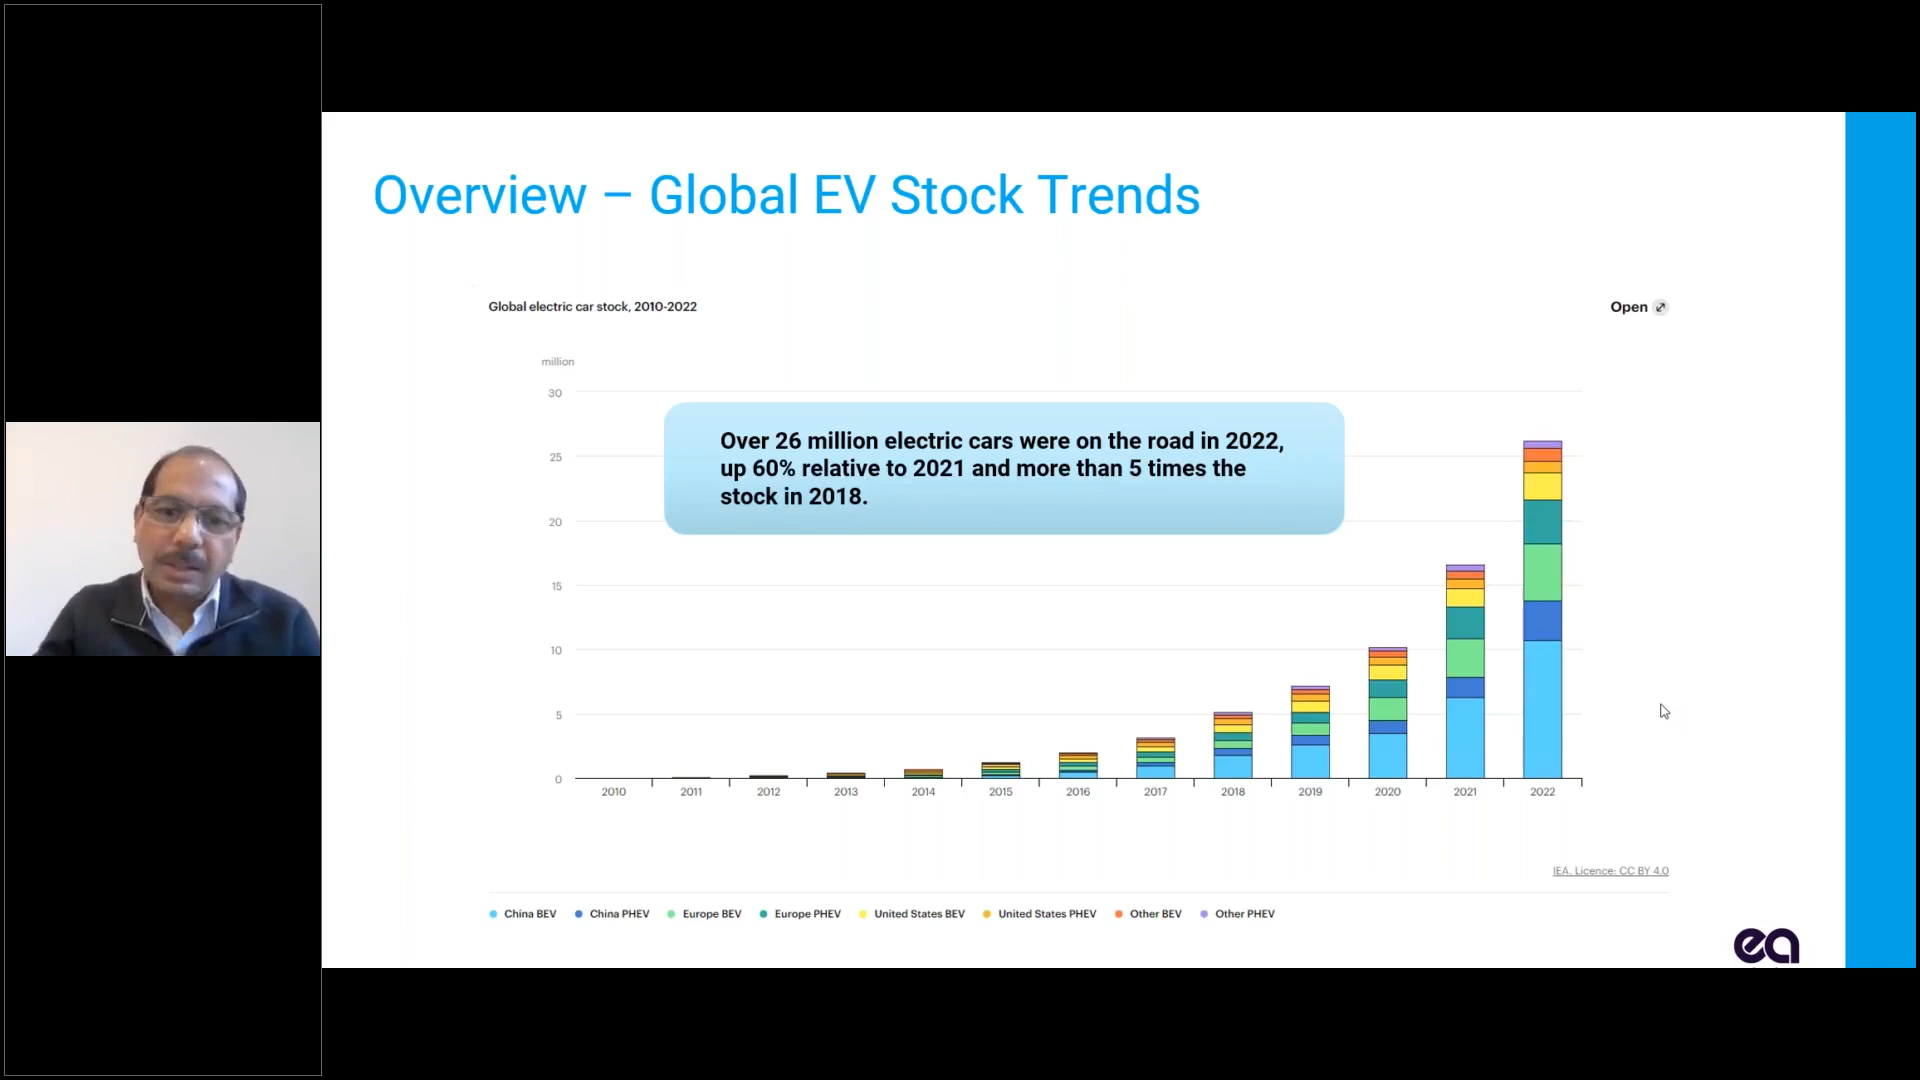 Overview – Global EV Stock Trends
Global electric car stock, 2010-2022
Open
million
30
25
20
15
10
5
0
Over 26 million electric cars were on the road in 2022,
up 60% relative to 2021 and more than 5 times the
stock in 2018.
2010 2011 2012 2013 2014 2015 2016 2017 2018 2019 2020 2021 2022
IEA. Licence: CC BY 4.0
China BEV China PHEV Europe BEV Europe PHEV United States BEV United States PHEV Other BEV Other PHEV
ea